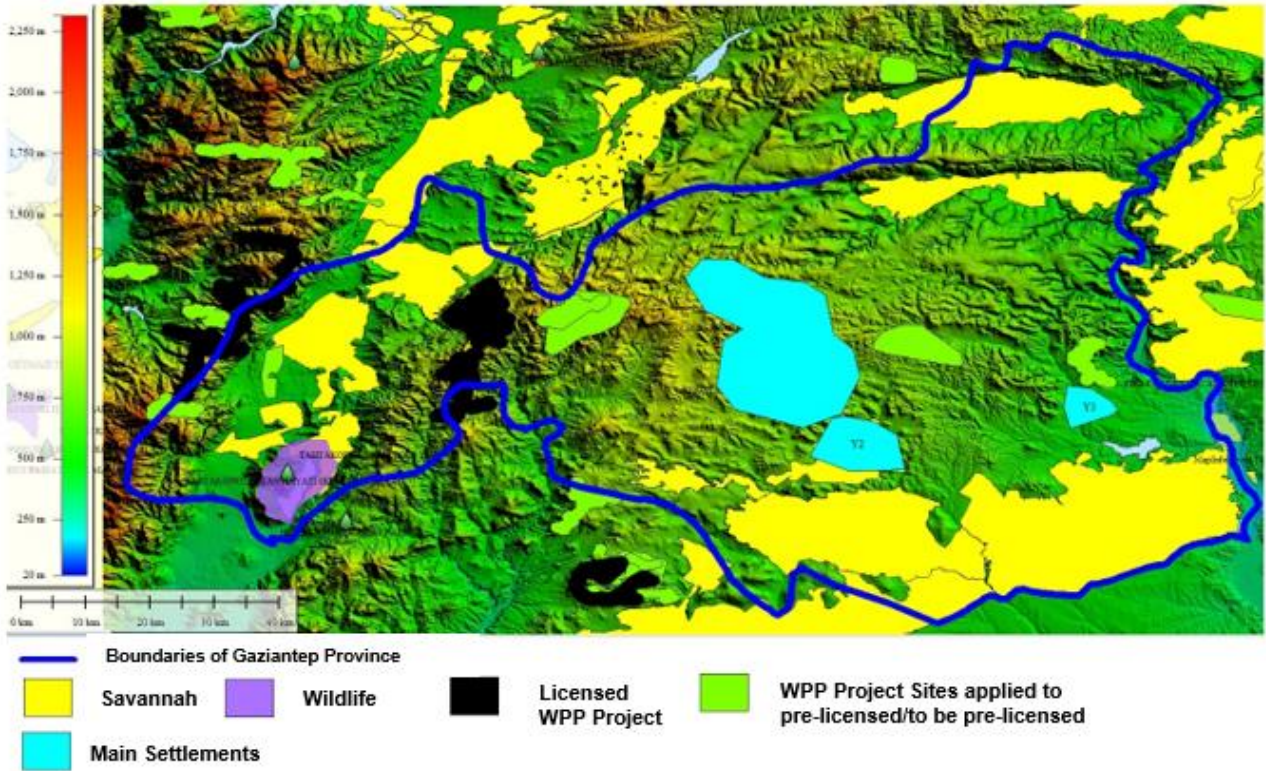 2,250 m
2,000 m
1,750 m
1,500 m
1,250 m
1,000 m
750 m
500 m
250 m
20 m
Y3
Y2
0 km 10 km 20 km 30 km 40 km
Boundaries of Gaziantep Province
Savannah
Wildlife
Licensed
WPP Project
WPP Project Sites applied to
pre-licensed/to be pre-licensed
Main Settlements